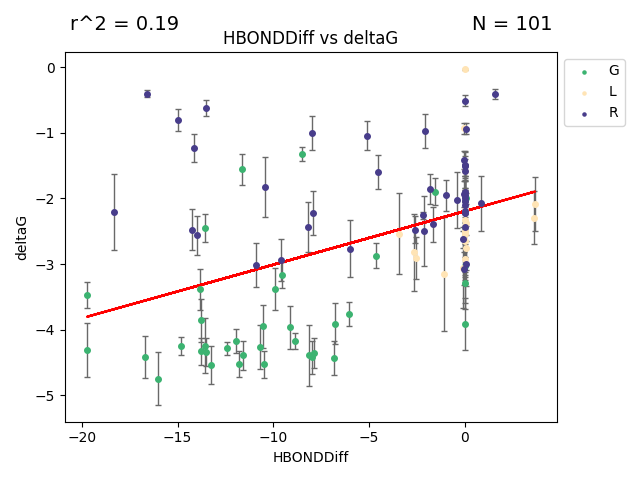 r^2 = 0.19
N = 101
HBONDDiff vs deltaG
G
L
R
0
−1
−2
−3
−4
−5
deltaG
−20
−15
−10
−5
0
HBONDDiff